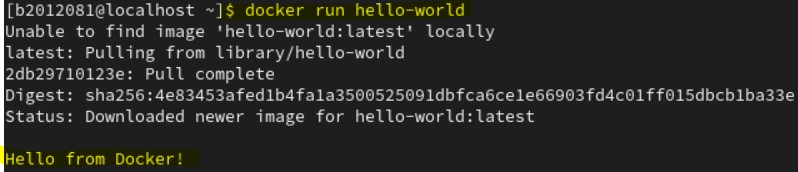 [b2012081@localhost ~]$ docker run hello-world
Unable to find image 'hello-world:latest' locally
latest: Pulling from library/hello-world
2db29710123e: Pull complete
Digest: sha256:4e83453afed1b4fa1a3500525091dbfca6ce1e66903fd4c01ff015dbcb1ba33e
Status: Downloaded newer image for hello-world:latest
Hello from Docker!